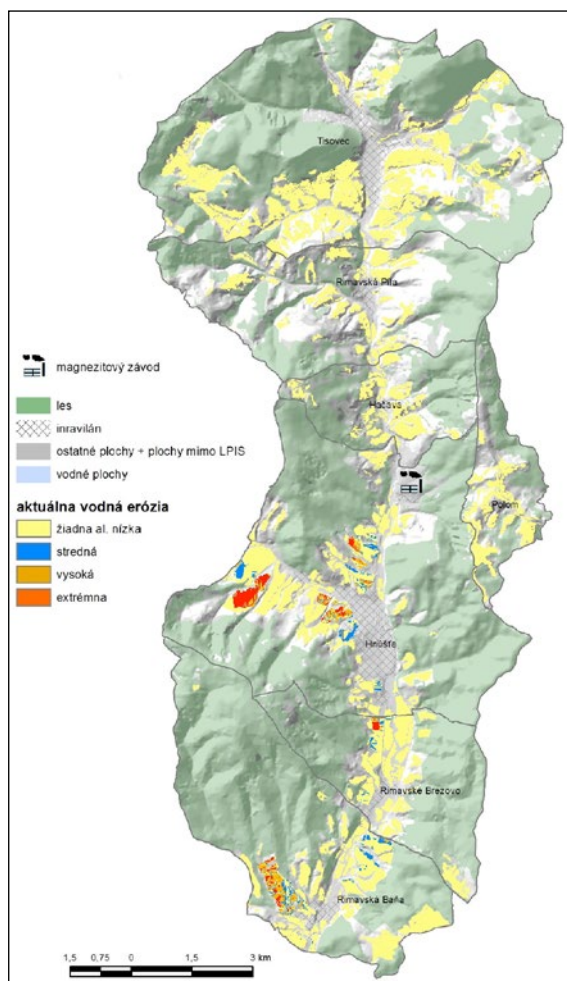 Tisovec
Rimavská Píla
Hačava
magnezitový závod
les
inravilán
ostatné plochy + plochy mimo LPIS
vodné plochy
Polom
aktuálna vodná erózia
žiadna al. nízka
stredná
vysoká
extrémna
Hnúšťa
Rimavské Brezovo
Rimavská Baňa
1,5 0,75 0 1,5 3 km